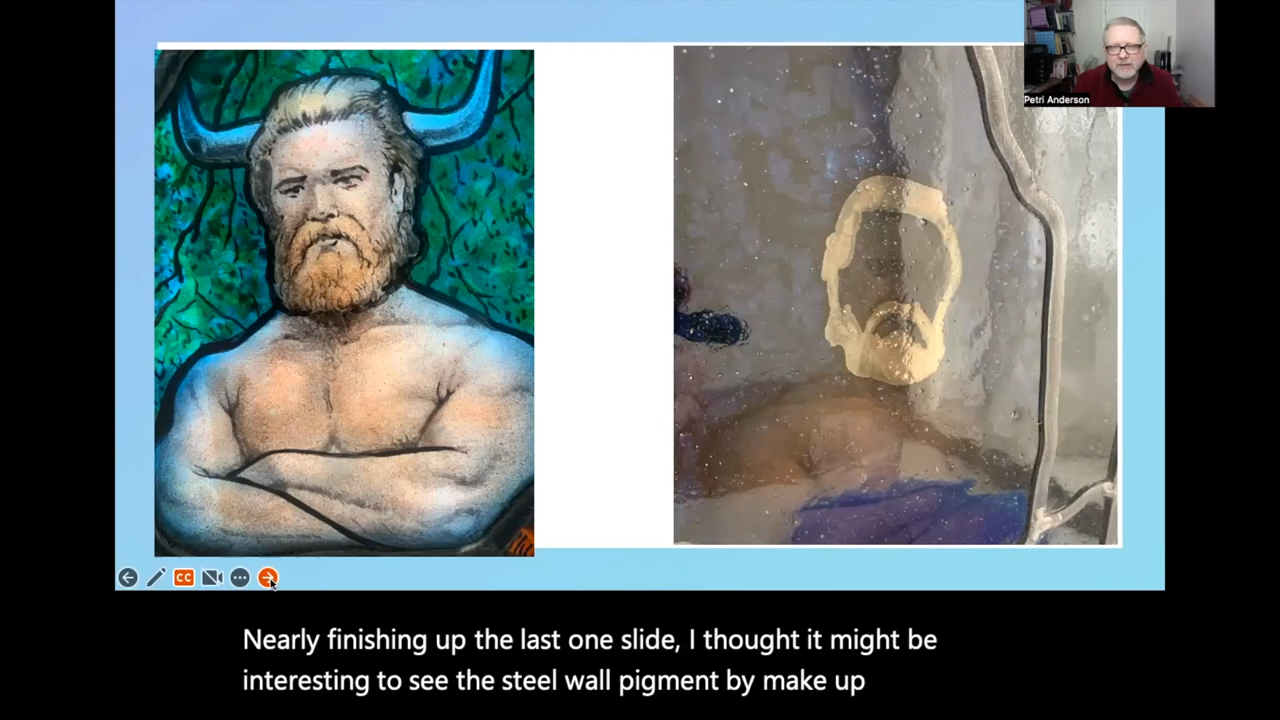 Petri Anderson
CC
Nearly finishing up the last one slide, I thought it might be
interesting to see the steel wall pigment by make up